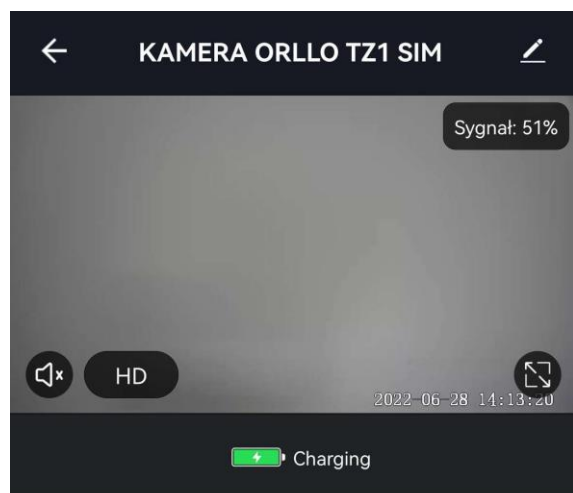 KAMERA ORLLO TZ1 SIM
Sygnał: 51%
HD
2022-06-28 14:13:20
Charging